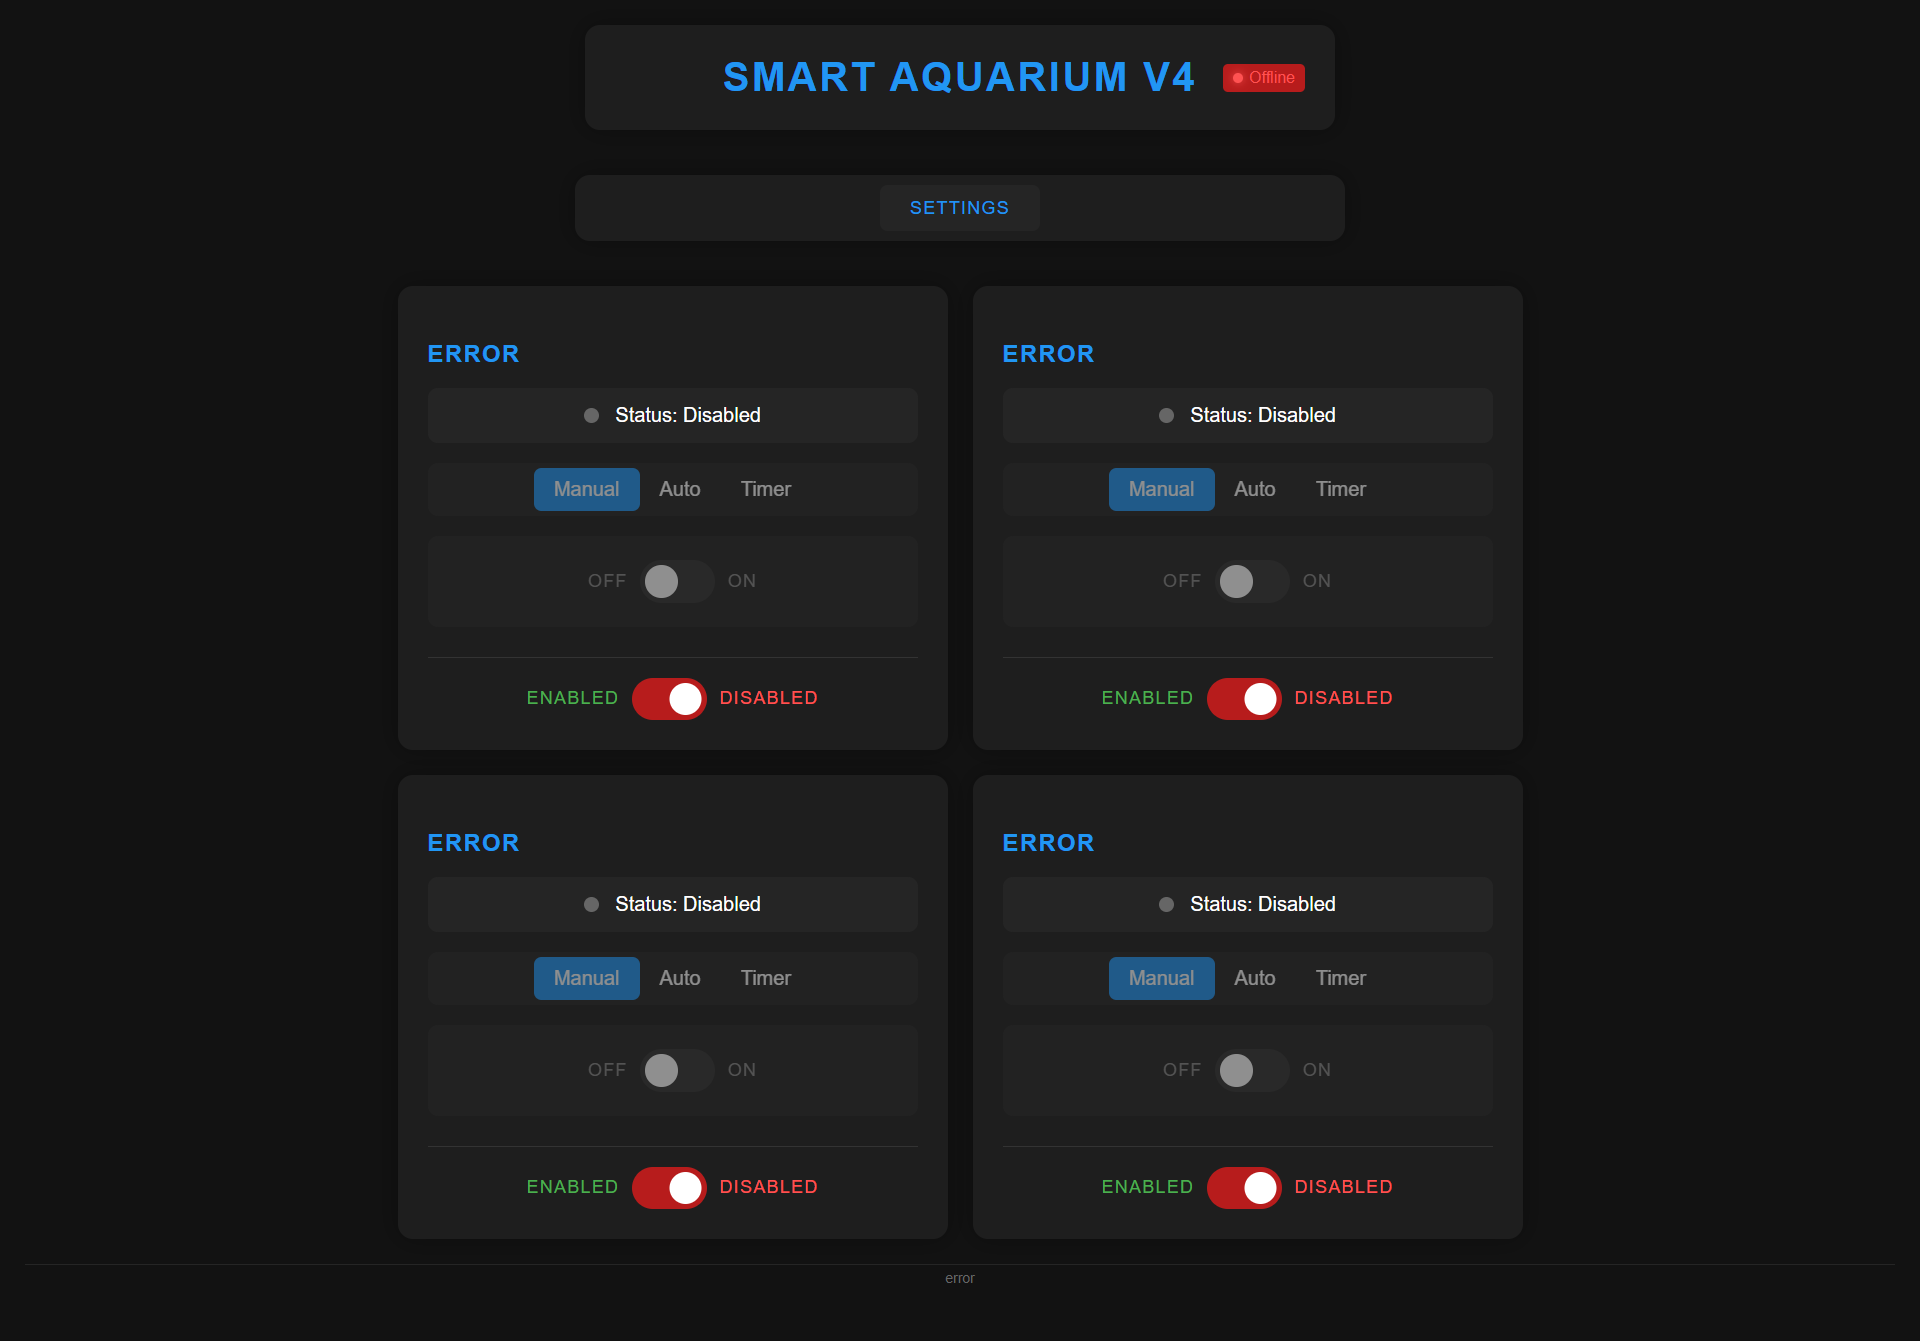 SMART AQUARIUM V4 Offline
SETTINGS
ERROR
Status: Disabled
Manual Auto Timer
OFF ON
ENABLED DISABLED
ERROR
Status: Disabled
Manual Auto Timer
OFF ON
ENABLED DISABLED
ERROR
Status: Disabled
Manual Auto Timer
OFF ON
ENABLED DISABLED
ERROR
Status: Disabled
Manual Auto Timer
OFF ON
ENABLED DISABLED
error